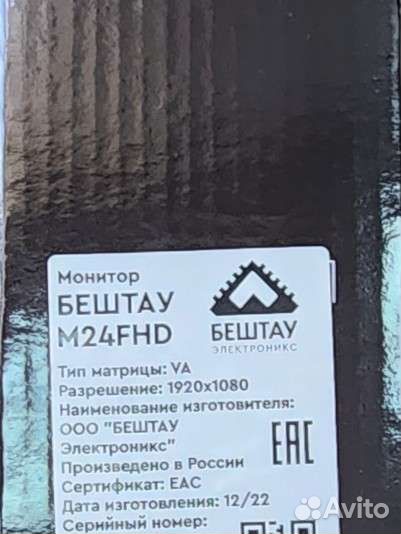 Монитор
БЕШТАУ
M24FHD
БЕШТАУ
ЭЛЕКТРОНИКС
Тип матрицы: VA
Разрешение: 1920x1080
Наименование изготовителя:
ООО "БЕШТАУ
Электроникс"
Произведено в России
Сертификат: EAC
Дата изготовления: 12/22
Серийный номер:
EAC
Avito